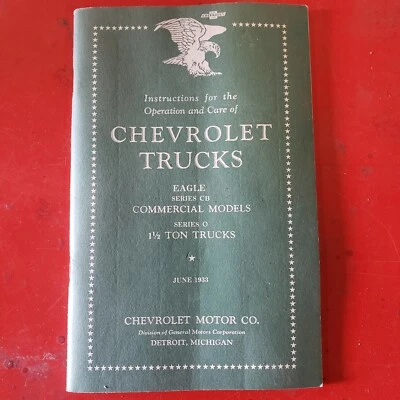 Instructions for the
Operation and Care of
CHEVROLET
TRUCKS
EAGLE
SERIES CB
COMMERCIAL MODELS
SERIES O
1½ TON TRUCKS
JUNE 1933
CHEVROLET MOTOR CO.
Division of General Motors Corporation
DETROIT, MICHIGAN